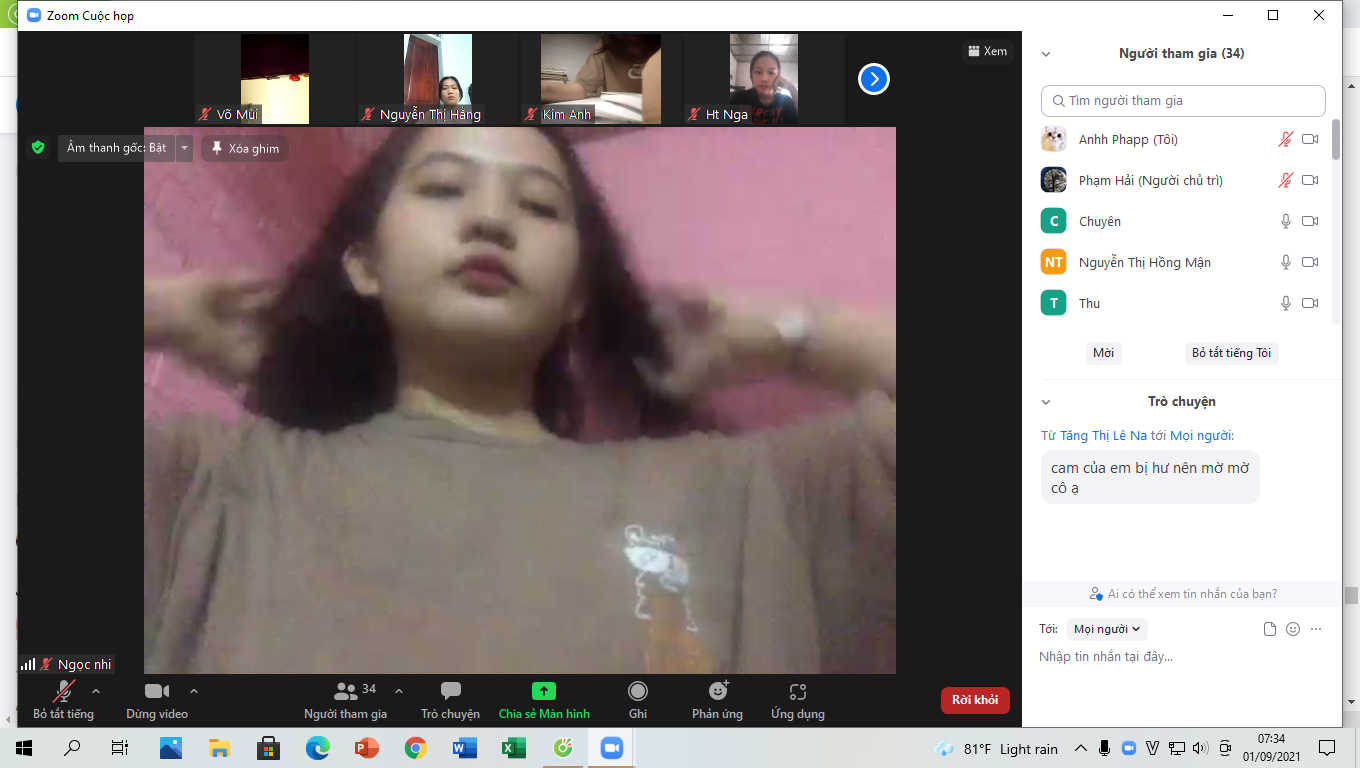 Zoom Cuộc họp
Xem
Võ Mùi
Nguyễn Thị Hằng
Kim Anh
Ht Nga
Âm thanh gốc: Bật
Xóa ghim
Ngọc nhi
Người tham gia (34)
Tìm người tham gia
Anhh Phapp (Tôi)
Phạm Hải (Người chủ trì)
C Chuyên
NT Nguyễn Thị Hồng Mận
T Thu
Mời
Bỏ tắt tiếng Tôi
Trò chuyện
Từ Tăng Thị Lê Na tới Mọi người:
cam của em bị hư nên mờ mờ
cô ạ
Ai có thể xem tin nhắn của bạn?
Tới: Mọi người
Nhập tin nhắn tại đây...
34
Bỏ tắt tiếng
Dừng video
Người tham gia
Trò chuyện
Chia sẻ Màn hình
Ghi
Phản ứng
Ứng dụng
Rời khỏi
81°F Light rain
07:34
01/09/2021